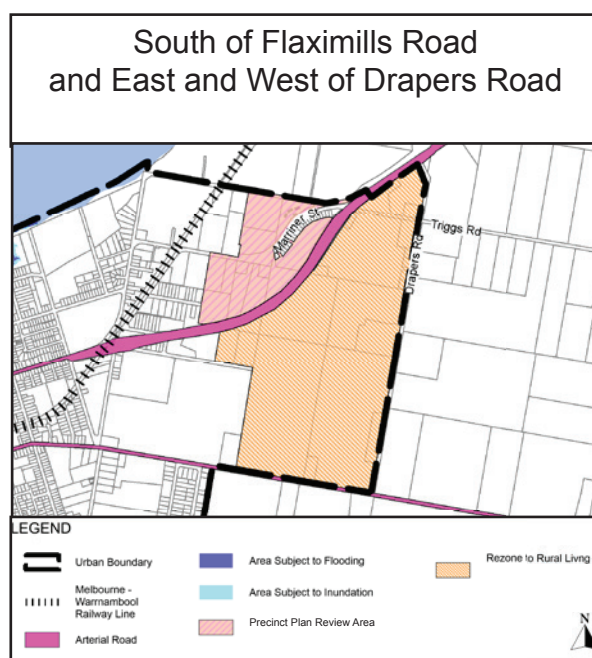 South of Flaximills Road
and East and West of Drapers Road
Marriner St
Triggs Rd
Drapers Rd
LEGEND
Urban Boundary
Melbourne -
Warrnambool
Railway Line
Arterial Road
Area Subject to Flooding
Area Subject to Inundation
Precinct Plan Review Area
Rezone to Rural Livng
N